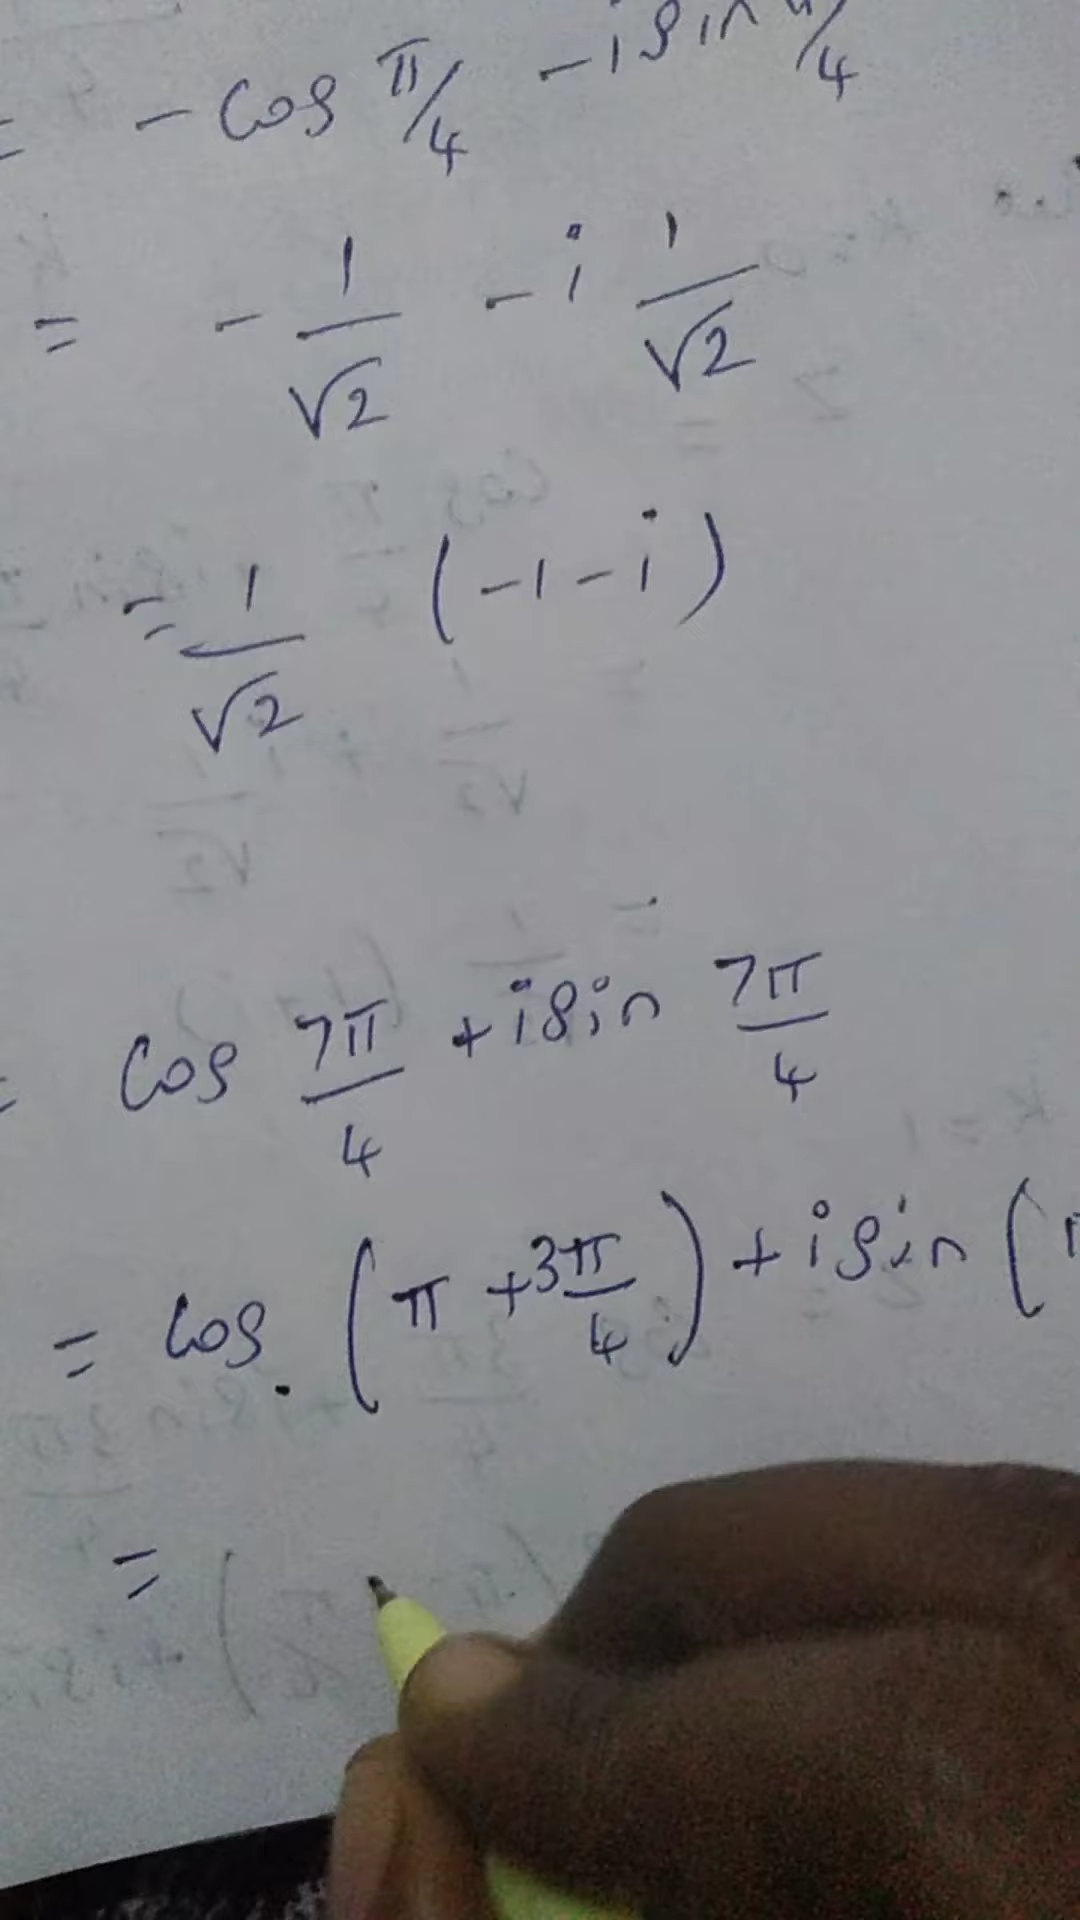 = - cos π/4 - i sin π/4
= - 1/√2 - i 1/√2
= 1/√2 (-1 - i)
= cos 7π/4 + i sin 7π/4
= cos (π + 3π/4) + i sin (π
=